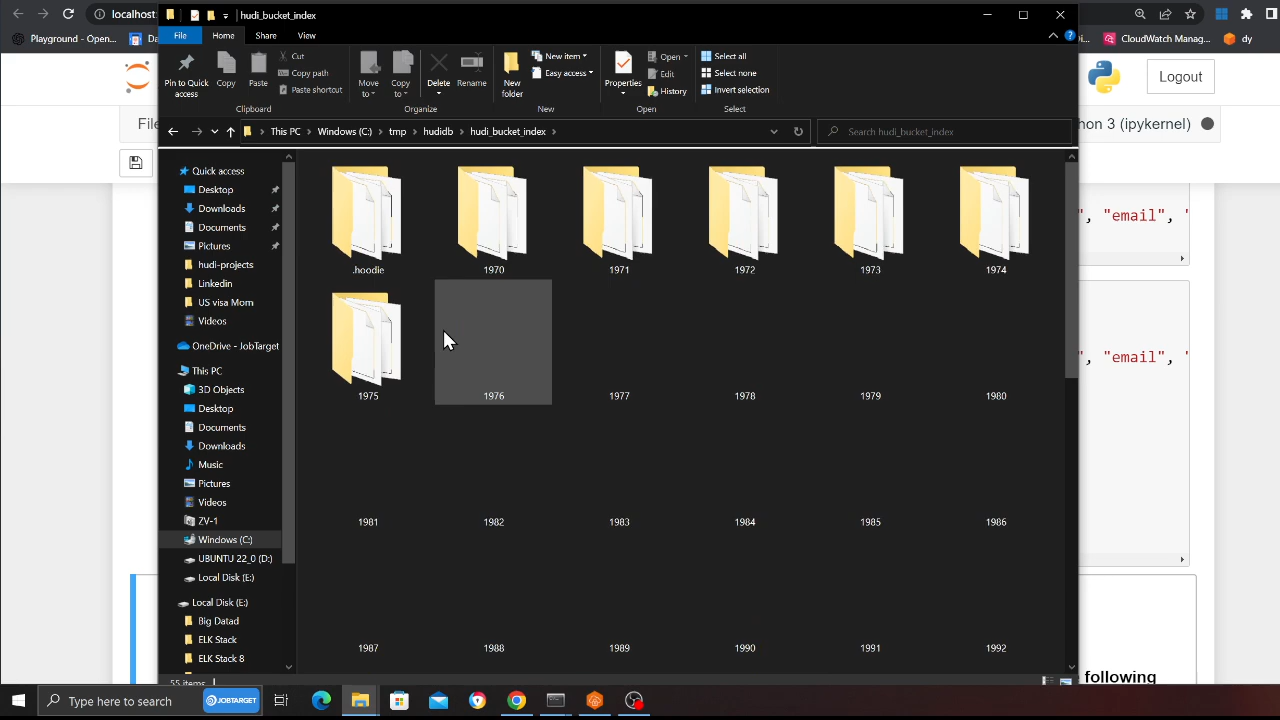 localhost:
hudi_bucket_index
Playground - Open...
Da
Di...
CloudWatch Manag...
dy
File
Home
Share
View
Pin to Quick access
Copy
Paste
Cut
Copy path
Paste shortcut
Clipboard
Move to
Copy to
Delete
Rename
Organize
New folder
New item
Easy access
New
Properties
Open
Edit
History
Open
Select all
Select none
Invert selection
Select
Logout
File
This PC > Windows (C:) > tmp > hudidb > hudi_bucket_index >
Search hudi_bucket_index
hon 3 (ipykernel)
Quick access
Desktop
Downloads
Documents
Pictures
hudi-projects
Linkedin
US visa Mom
Videos
OneDrive - JobTarget
This PC
3D Objects
Desktop
Documents
Downloads
Music
Pictures
Videos
ZV-1
Windows (C:)
UBUNTU 22_0 (D:)
Local Disk (E:)
Local Disk (E:)
Big Datad
ELK Stack
ELK Stack 8
.hoodie 1970 1971 1972 1973 1974
1975 1976 1977 1978 1979 1980
1981 1982 1983 1984 1985 1986
1987 1988 1989 1990 1991 1992
", "email", '
", "email", '
following
55 items
Type here to search
JOBTARGET